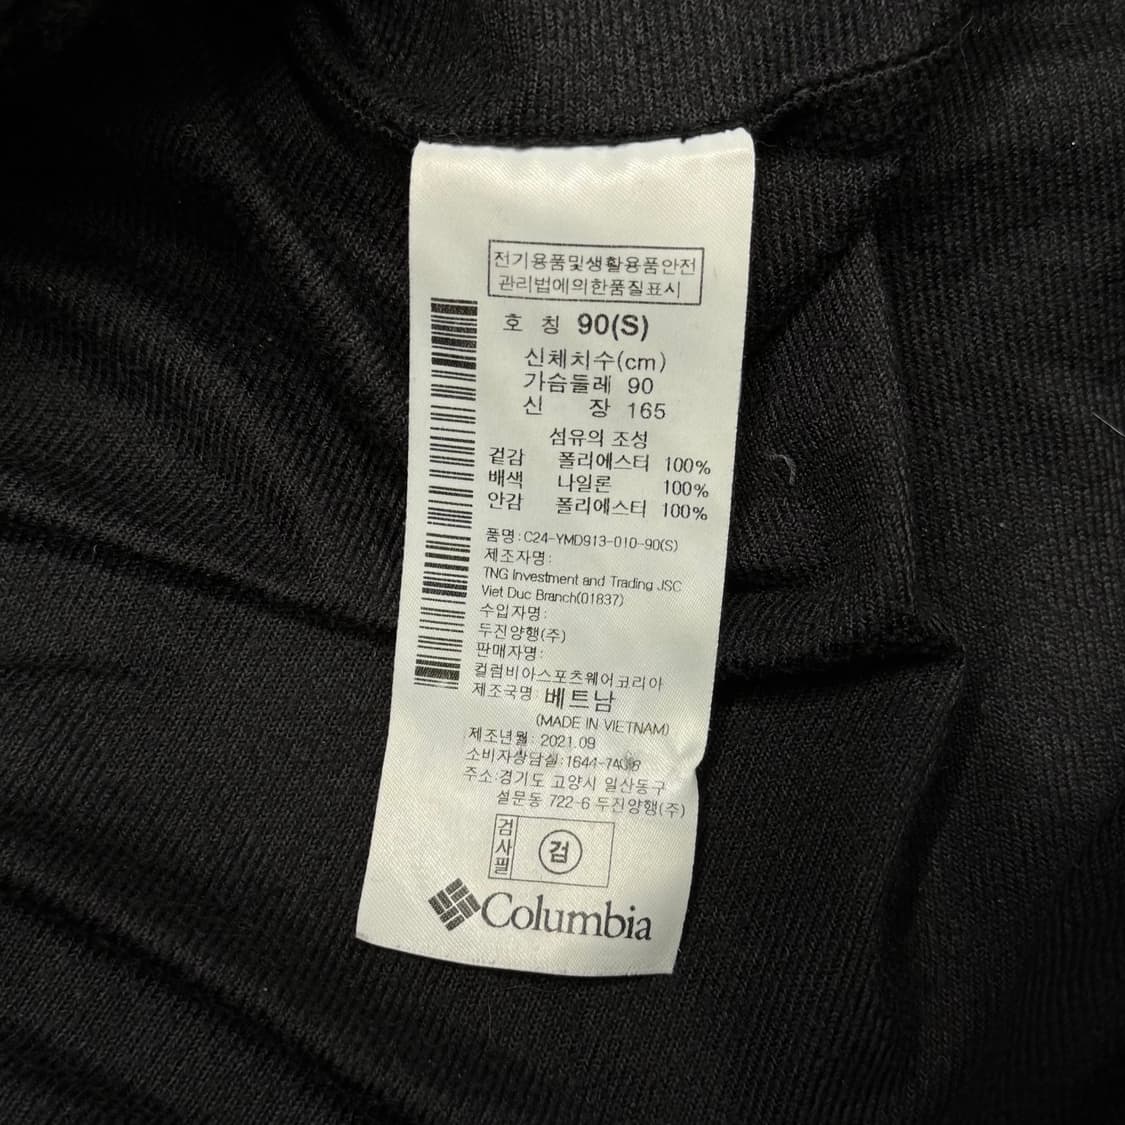 전기용품및생활용품안전
관리법에의한품질표시
호 칭 90(S)
신체치수(cm)
가슴둘레 90
신 장 165
섬유의 조성
겉감 폴리에스터 100%
배색 나일론 100%
안감 폴리에스터 100%
품명:C24-YMD913-010-90(S)
제조자명:
TNG Investment and Trading JSC
Viet Duc Branch(01837)
수입자명:
두진양행(주)
판매자명:
컬럼비아스포츠웨어코리아
제조국명 베트남
(MADE IN VIETNAM)
제조년월: 2021.09
소비자상담실:
주소:경기도 고양시 일산동구
설문동 722-6 두진양행(주)
검사필
검
Columbia